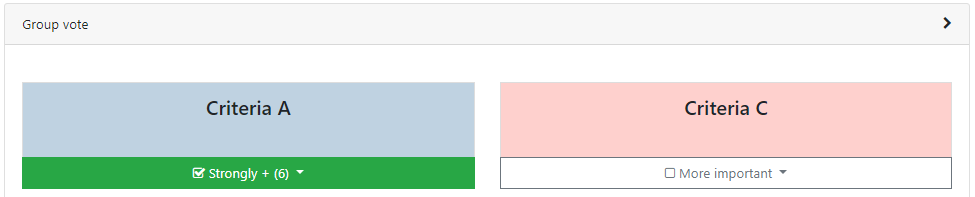 Group vote
Criteria A
Criteria C
Strongly + (6)
More important